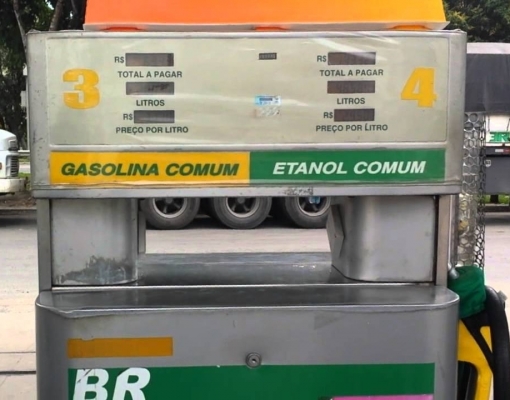 R$
TOTAL A PAGAR
LITROS
R$
PREÇO POR LITRO
3
R$
TOTAL A PAGAR
LITROS
R$
PREÇO POR LITRO
4
GASOLINA COMUM
ETANOL COMUM
BR